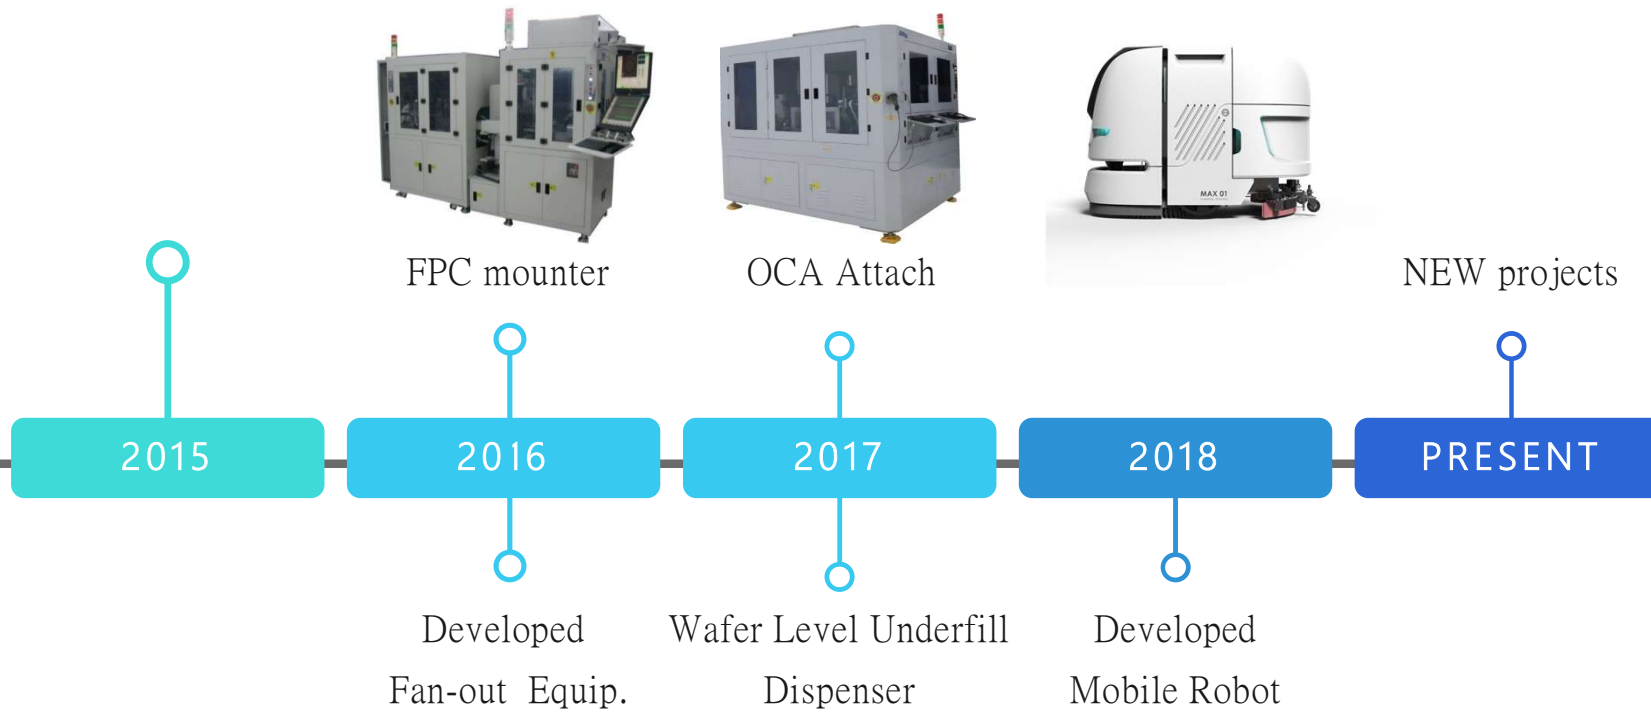 MAX 01
FPC mounter
OCA Attach
NEW projects
2015
2016
2017
2018
PRESENT
Developed
Fan-out Equip.
Wafer Level Underfill
Dispenser
Developed
Mobile Robot